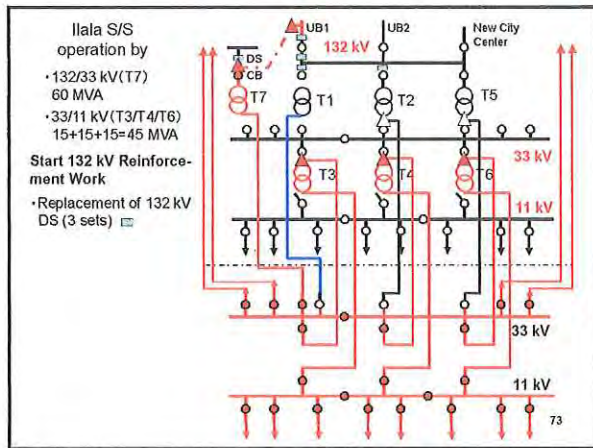 Ilala S/S
operation by
・132/33 kV(T7)
60 MVA
・33/11 kV(T3/T4/T6)
15+15+15=45 MVA
Start 132 kV Reinforce-
ment Work
・Replacement of 132 kV
DS (3 sets)
UB1
UB2
New City
Center
132 kV
DS
CB
T7
T1
T2
T5
33 kV
T3
T4
T6
11 kV
33 kV
11 kV
73